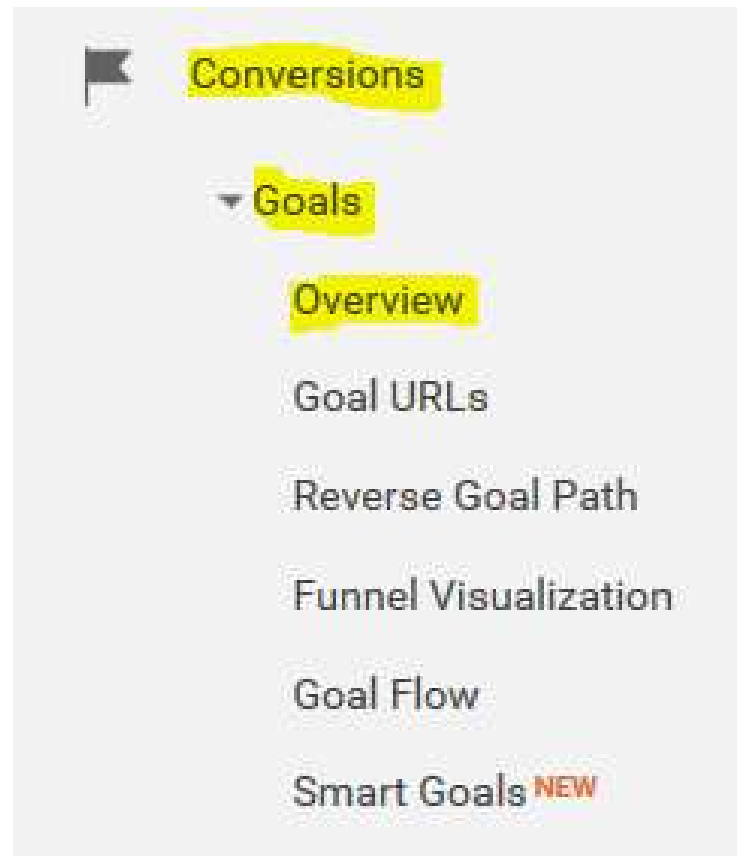 Conversions
Goals
Overview
Goal URLs
Reverse Goal Path
Funnel Visualization
Goal Flow
Smart Goals NEW